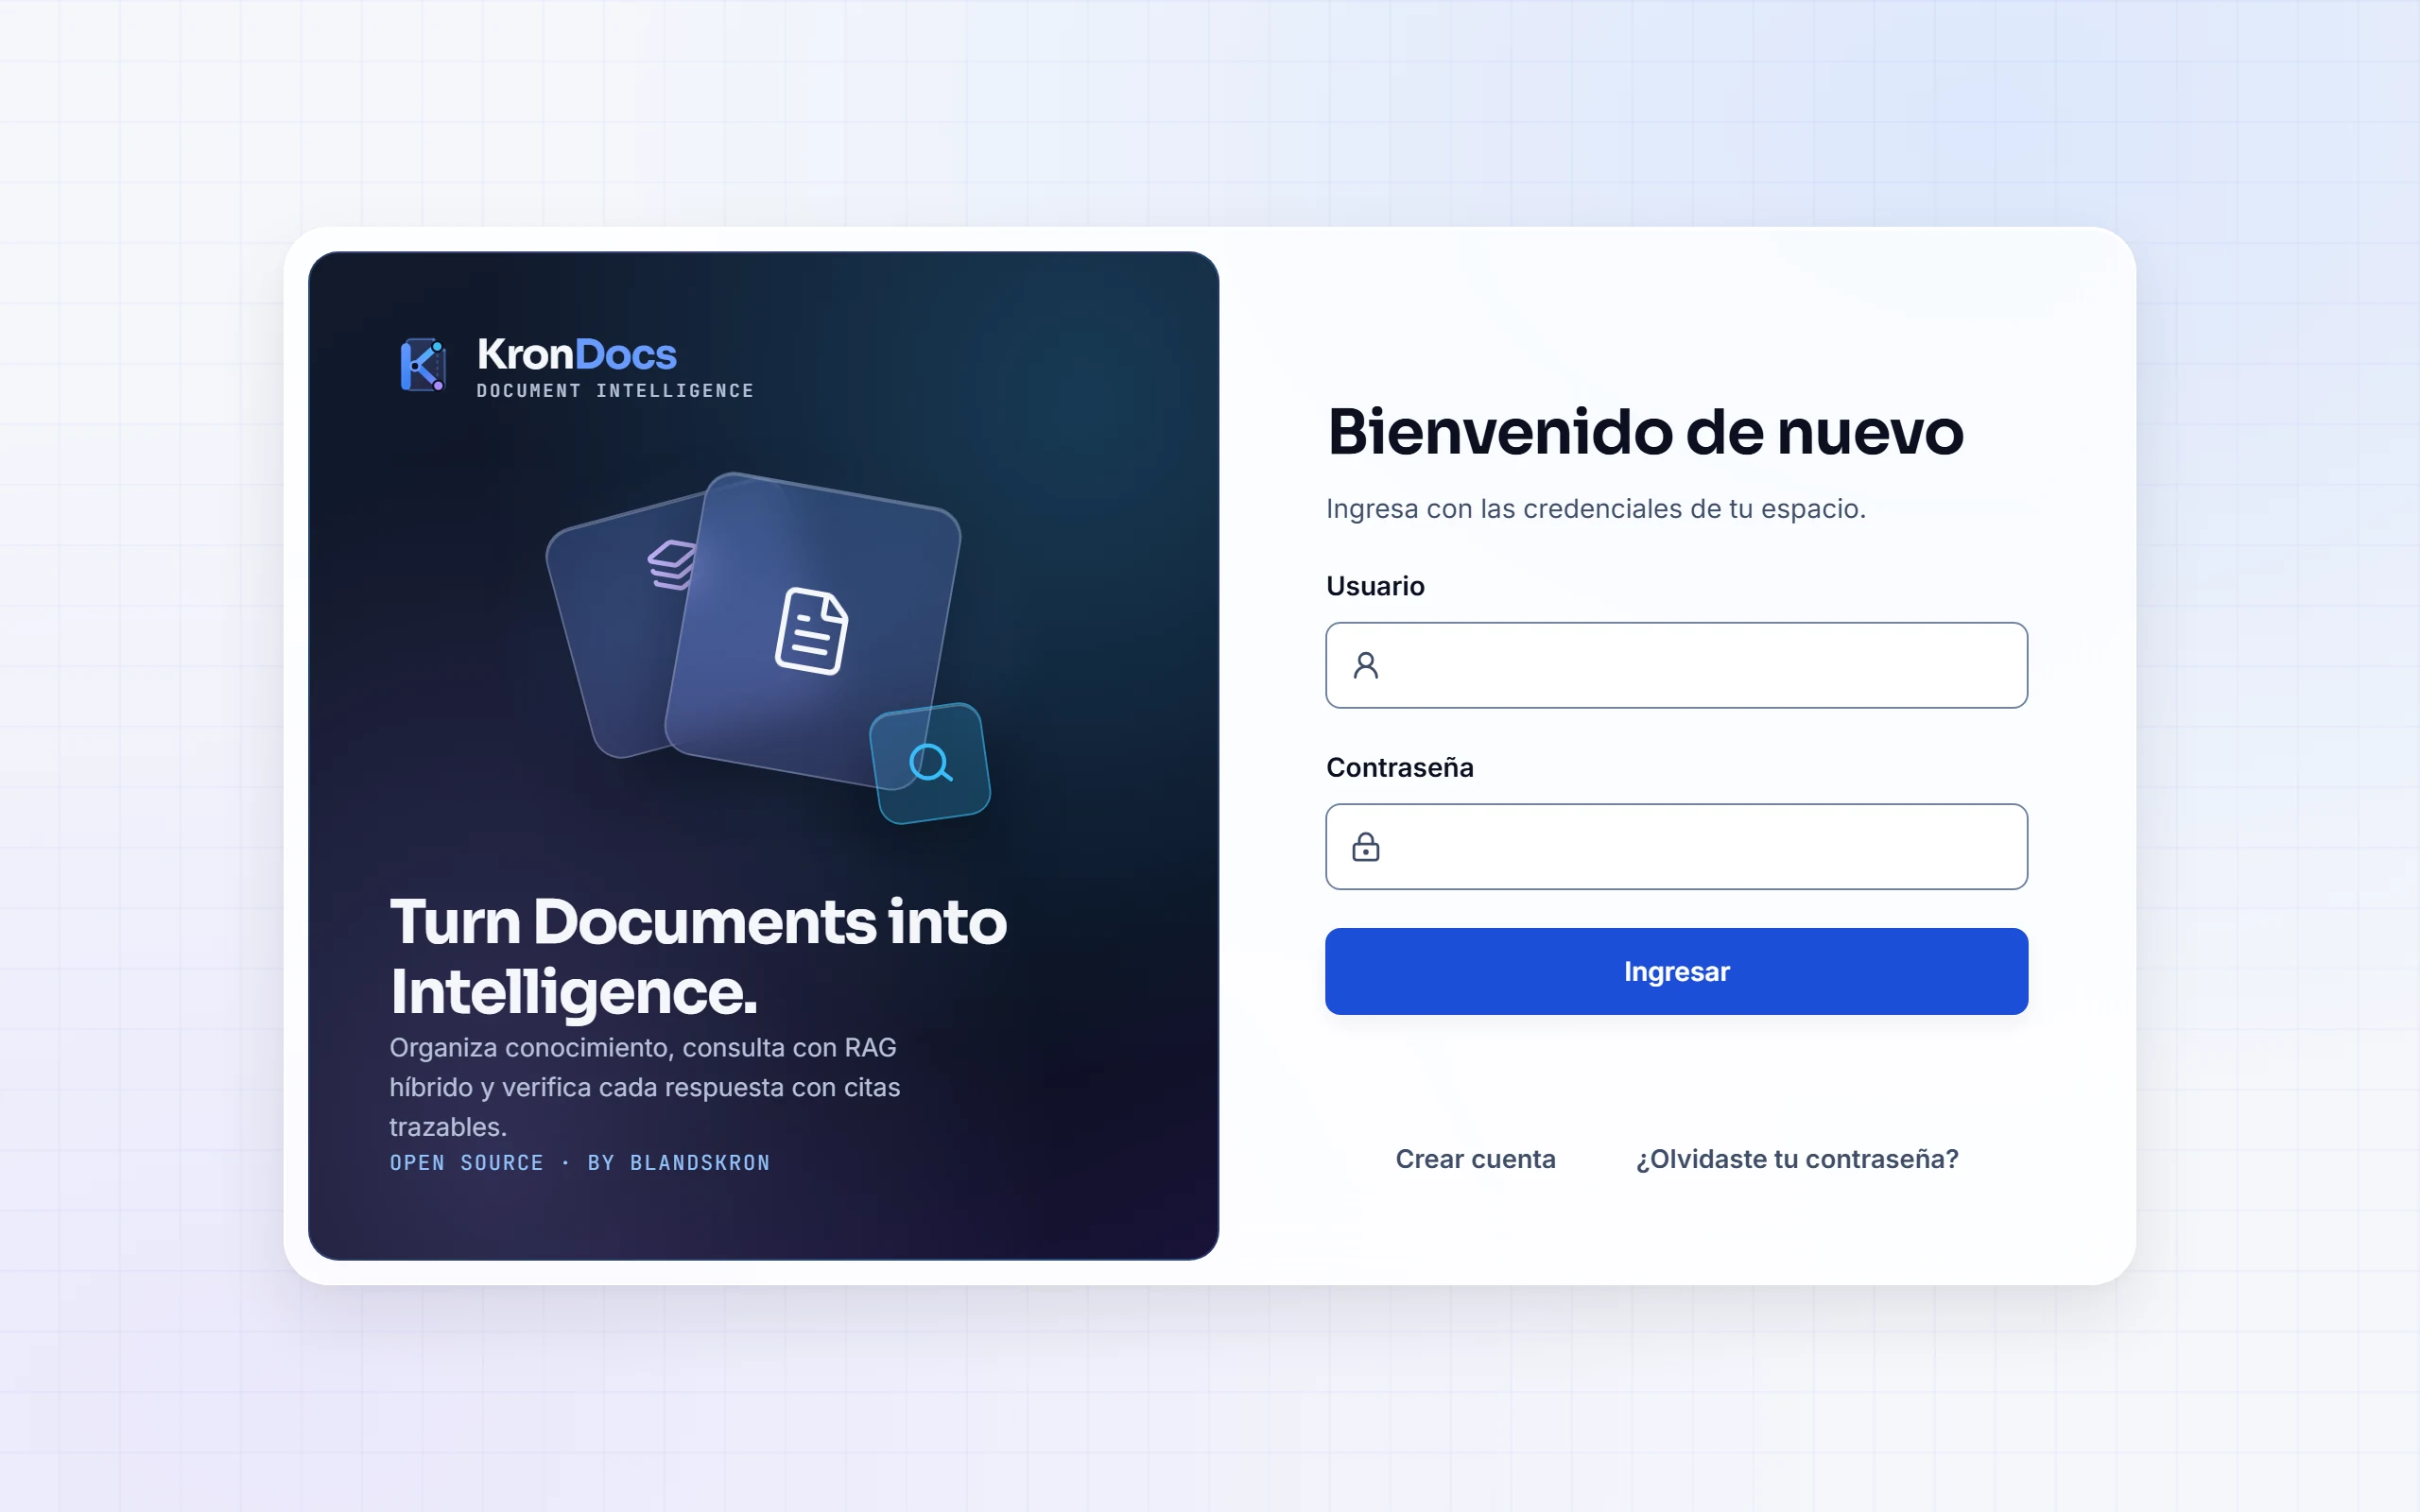 KronDocs
DOCUMENT INTELLIGENCE
Turn Documents into
Intelligence.
Organiza conocimiento, consulta con RAG
híbrido y verifica cada respuesta con citas
trazables.
OPEN SOURCE · BY BLANDSKRON
Bienvenido de nuevo
Ingresa con las credenciales de tu espacio.
Usuario
Contraseña
Ingresar
Crear cuenta
¿Olvidaste tu contraseña?